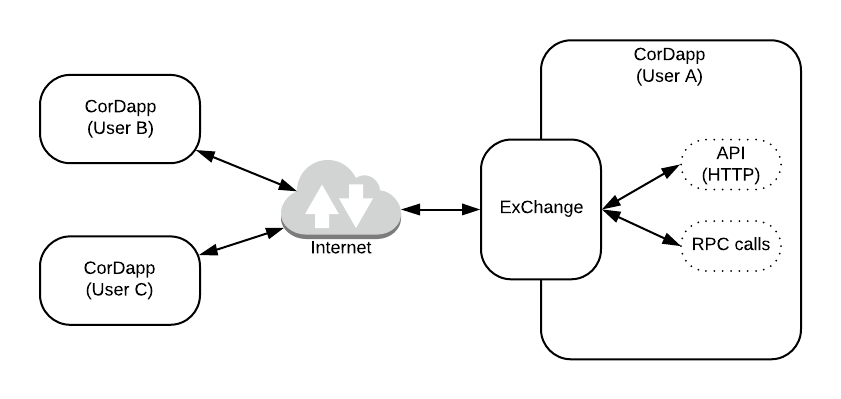 CorDapp
(User A)
CorDapp
(User B)
API
(HTTP)
ExChange
Internet
RPC calls
CorDapp
(User C)